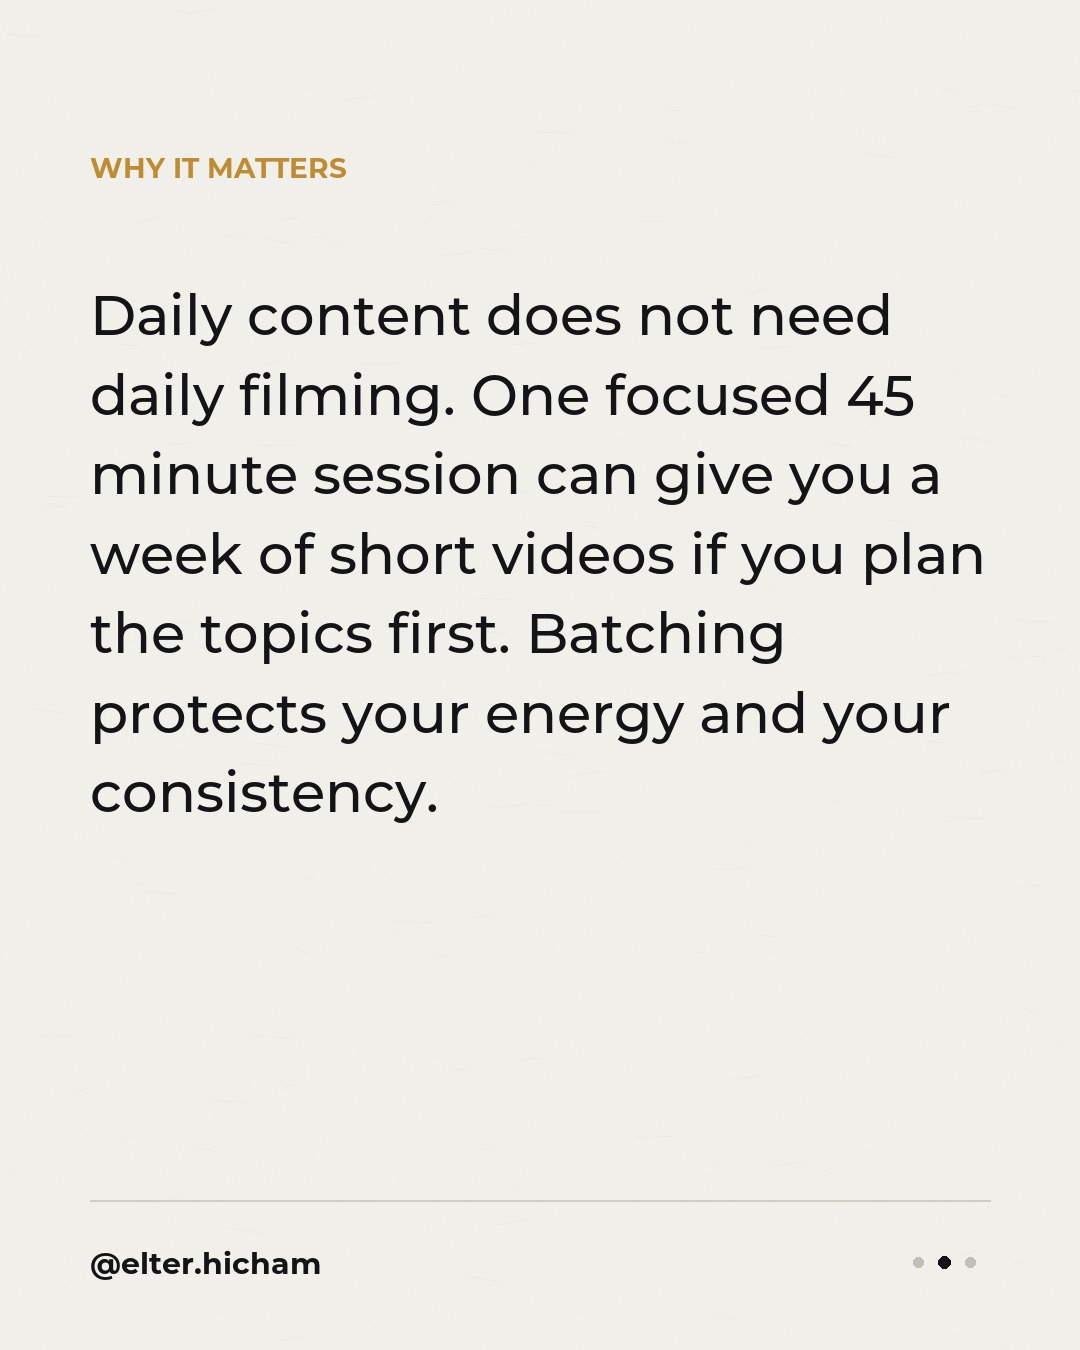 WHY IT MATTERS
Daily content does not need
daily filming. One focused 45
minute session can give you a
week of short videos if you plan
the topics first. Batching
protects your energy and your
consistency.
@elter.hicham